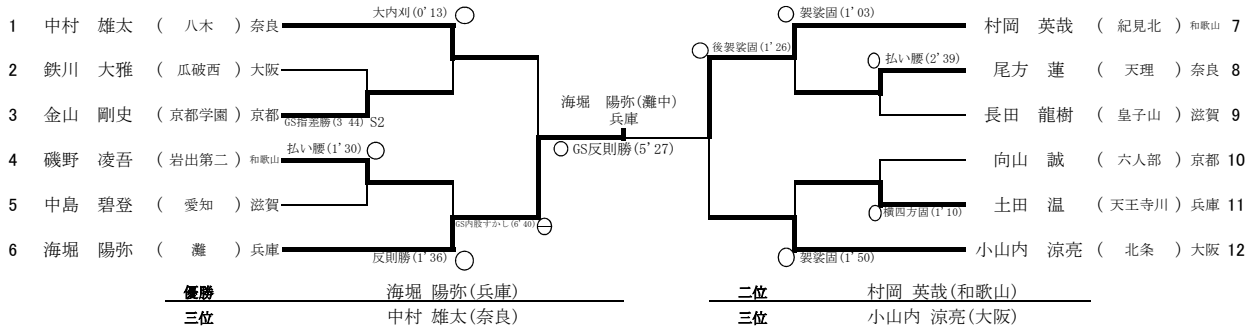 大内刈(0'13) ○ ○ 袈裟固(1'03)
1 中村 雄太 ( 八木 ) 奈良 村岡 英哉 ( 紀見北 ) 和歌山 7
○ 後袈裟固(1'26) ○ 払い腰(2'39)
2 鉄川 大雅 ( 瓜破西 ) 大阪 尾方 蓮 ( 天理 ) 奈良 8
海堀 陽弥(灘中)
兵庫
3 金山 剛史 ( 京都学園 ) 京都 長田 龍樹 ( 皇子山 ) 滋賀 9
GS指差勝(3 44) S2
払い腰(1'30) ○ ○ GS反則勝(5'27)
4 磯野 凌吾 ( 岩出第二 ) 和歌山 向山 誠 ( 六人部 ) 京都 10
5 中島 碧登 ( 愛知 ) 滋賀 土田 温 ( 天王寺川 ) 兵庫 11
GS内股すかし(6'40) ○ 横四方固(1'10)
6 海堀 陽弥 ( 灘 ) 兵庫 小山内 涼亮 ( 北条 ) 大阪 12
反則勝(1'36) ○ ○ 袈裟固(1'50)
優勝 海堀 陽弥(兵庫) 二位 村岡 英哉(和歌山)
三位 中村 雄太(奈良) 三位 小山内 涼亮(大阪)